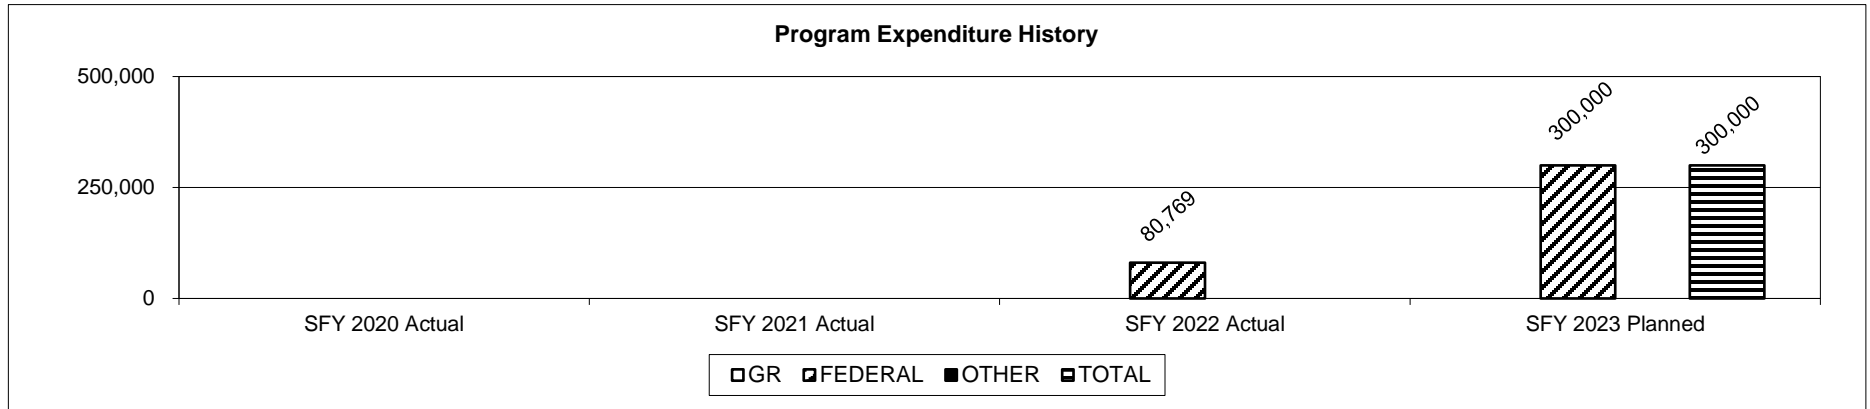 Program Expenditure History
500,000
250,000
0
80,769
300,000
300,000
SFY 2020 Actual
SFY 2021 Actual
SFY 2022 Actual
SFY 2023 Planned
GR FEDERAL OTHER TOTAL